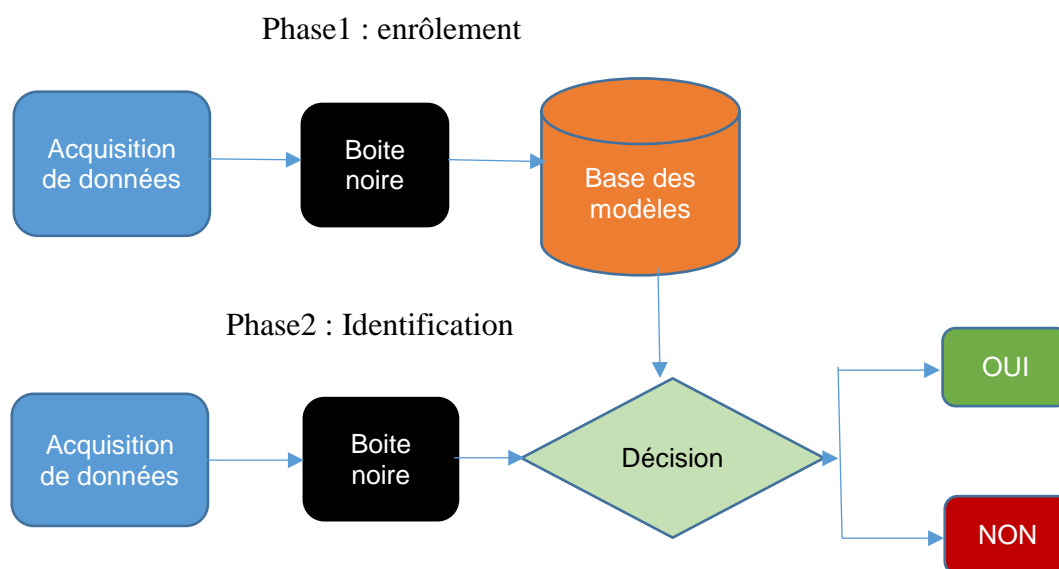 Phase1 : enrôlement
Acquisition
de données
Boite
noire
Base des
modèles
Phase2 : Identification
Acquisition
de données
Boite
noire
Décision
OUI
NON